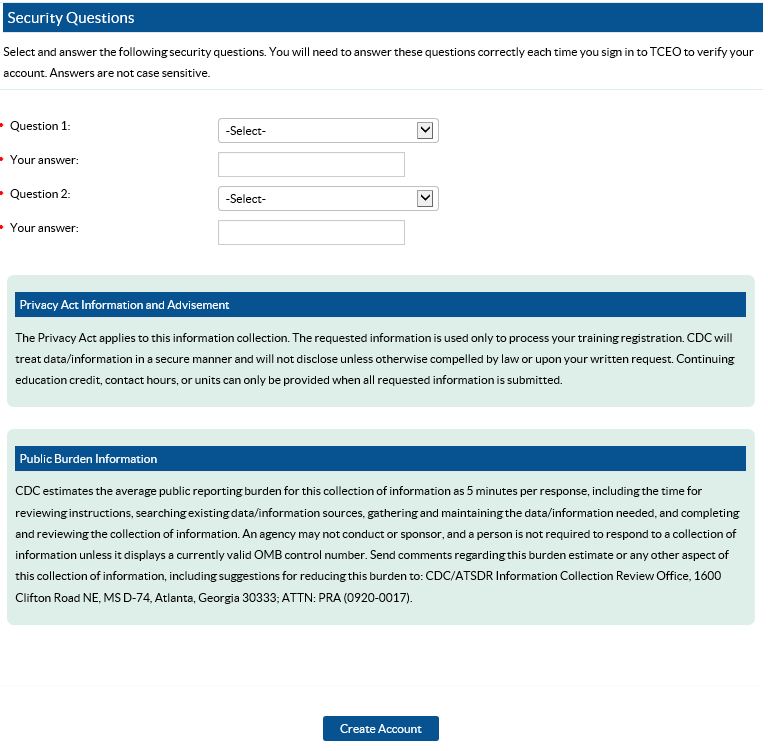 Security Questions
Select and answer the following security questions. You will need to answer these questions correctly each time you sign in to TCEO to verify your
account. Answers are not case sensitive.
* Question 1:
-Select-
* Your answer:
* Question 2:
-Select-
* Your answer:
Privacy Act Information and Advisement
The Privacy Act applies to this information collection. The requested information is used only to process your training registration. CDC will
treat data/information in a secure manner and will not disclose unless otherwise compelled by law or upon your written request. Continuing
education credit, contact hours, or units can only be provided when all requested information is submitted.
Public Burden Information
CDC estimates the average public reporting burden for this collection of information as 5 minutes per response, including the time for
reviewing instructions, searching existing data/information sources, gathering and maintaining the data/information needed, and completing
and reviewing the collection of information. An agency may not conduct or sponsor, and a person is not required to respond to a collection of
information unless it displays a currently valid OMB control number. Send comments regarding this burden estimate or any other aspect of
this collection of information, including suggestions for reducing this burden to: CDC/ATSDR Information Collection Review Office, 1600
Clifton Road NE, MS D-74, Atlanta, Georgia 30333; ATTN: PRA (0920-0017).
Create Account